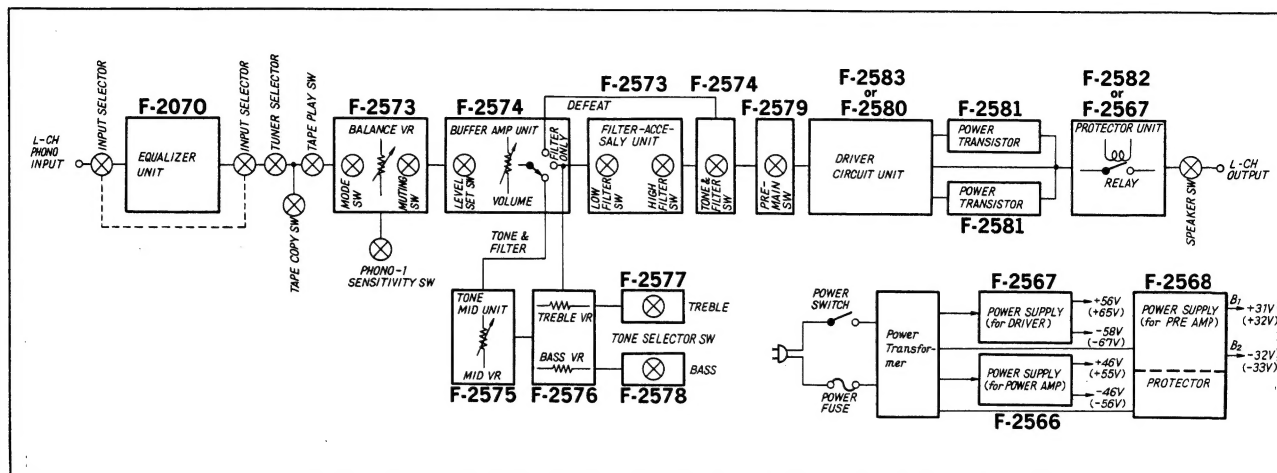 L-CH
PHONO
INPUT
INPUT SELECTOR
F-2070
EQUALIZER
UNIT
INPUT SELECTOR
TUNER SELECTOR
TAPE PLAY SW
TAPE COPY SW
F-2573
BALANCE VR
MODE SW
MUTING SW
PHONO-1
SENSITIVITY SW
F-2574
BUFFER AMP UNIT
LEVEL SET SW
VOLUME
DEFEAT
FILTER ONLY
TONE &
FILTER
F-2573
FILTER-ACCE-
SALY UNIT
LOW FILTER SW
HIGH FILTER SW
F-2574
TONE & FILTER SW
F-2579
PRE-MAIN SW
F-2583
or
F-2580
DRIVER
CIRCUIT UNIT
F-2581
POWER
TRANSISTOR
POWER
TRANSISTOR
F-2581
F-2582
or
F-2567
PROTECTOR UNIT
RELAY
SPEAKER SW
L-CH
OUTPUT
TONE
MID UNIT
MID VR
F-2575
TREBLE VR
BASS VR
F-2576
F-2577
TREBLE
TONE SELECTOR SW
BASS
F-2578
POWER
SWITCH
POWER
FUSE
Power
Transfor-
mer
F-2567
POWER SUPPLY
(for DRIVER)
+56V
(+65V)
-58V
(-67V)
POWER SUPPLY
(for POWER AMP)
+46V
(+55V)
-46V
(-56V)
F-2566
F-2568
POWER SUPPLY
(for PRE AMP)
PROTECTOR
B1
+31V
(+32V)
B2
-32V
(-33V)